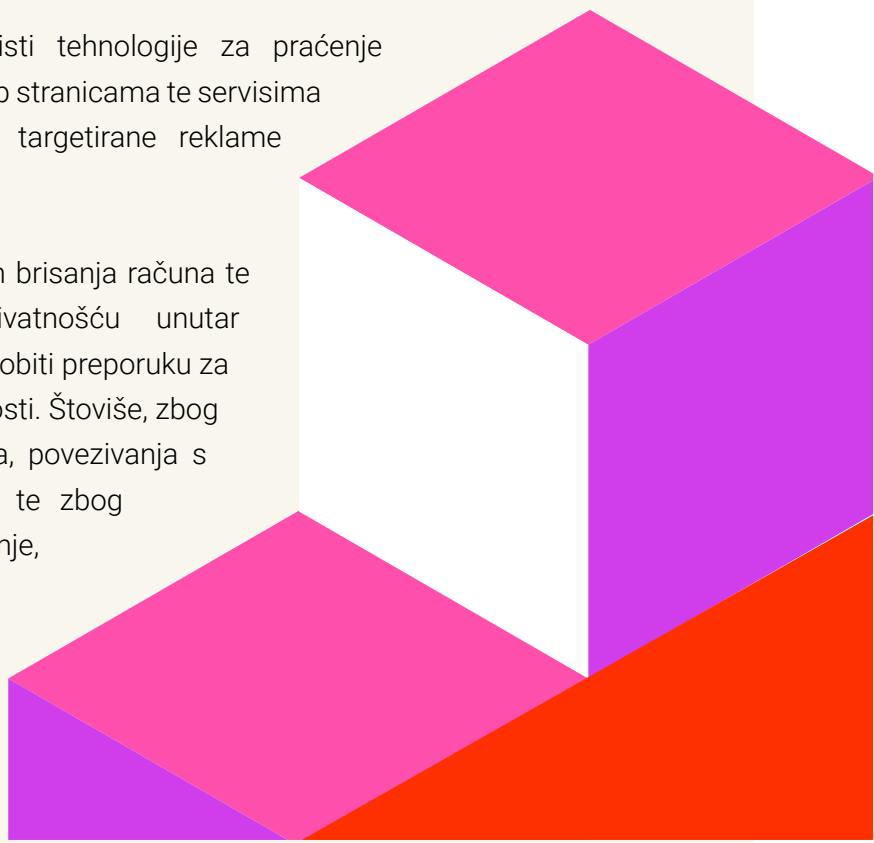 isti tehnologije za praćenje
stranicama te servisima
targetirane reklame
brisanja računa te
ivatnošću unutar
obiti preporuku za
osti. Štoviše, zbog
a, povezivanja s
te zbog
nje,